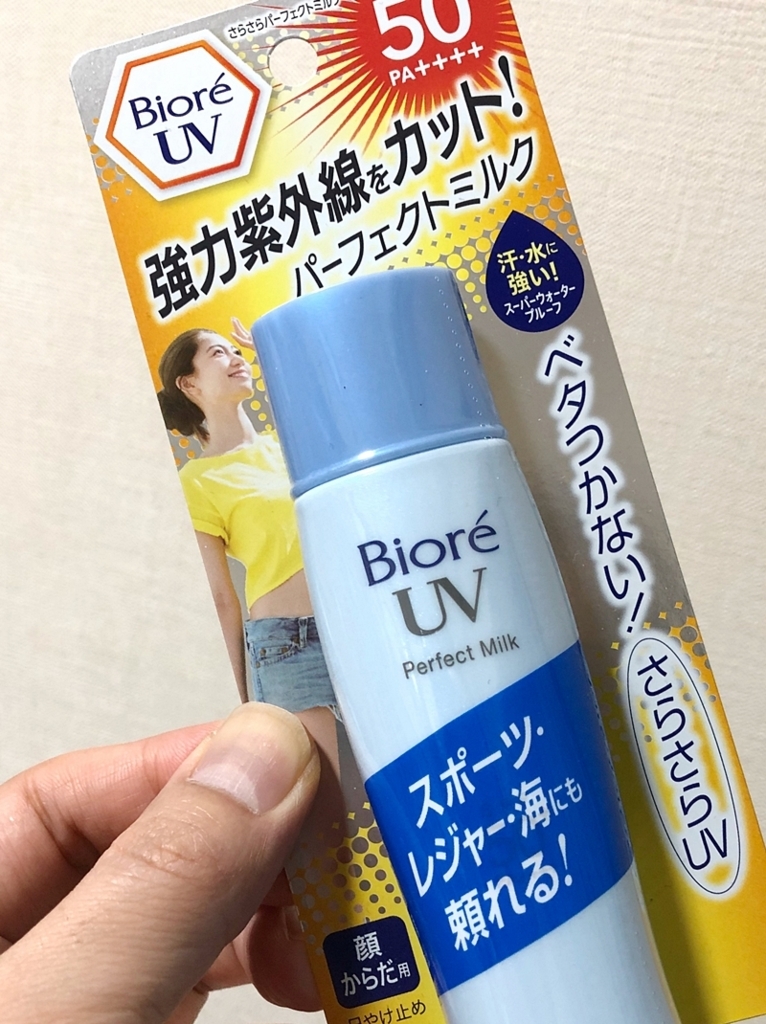 さらさらパーフェクトミルク
50
PA++++
Bioré
UV
強力紫外線をカット!
パーフェクトミルク
汗・水に
強い!
スーパーウォーター
プルーフ
ベタつかない!
さらさらUV
Bioré
UV
Perfect Milk
スポーツ・
レジャー・海にも
頼れる!
顔
からだ用
日やけ止め